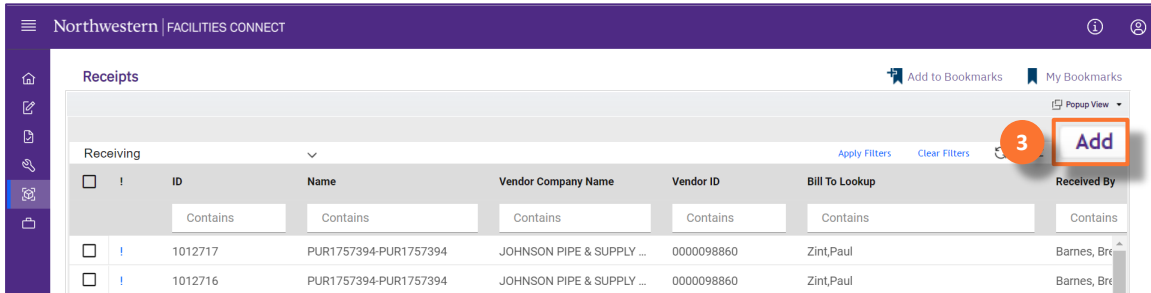 Northwestern | FACILITIES CONNECT
Receipts
Add to Bookmarks
My Bookmarks
Popup View
3
Add
Receiving
Apply Filters
Clear Filters
! ID Name Vendor Company Name Vendor ID Bill To Lookup Received By
Contains Contains Contains Contains Contains Contains
! 1012717 PUR1757394-PUR1757394 JOHNSON PIPE & SUPPLY ... 0000098860 Zint,Paul Barnes, Bre
! 1012716 PUR1757394-PUR1757394 JOHNSON PIPE & SUPPLY ... 0000098860 Zint,Paul Barnes, Bre